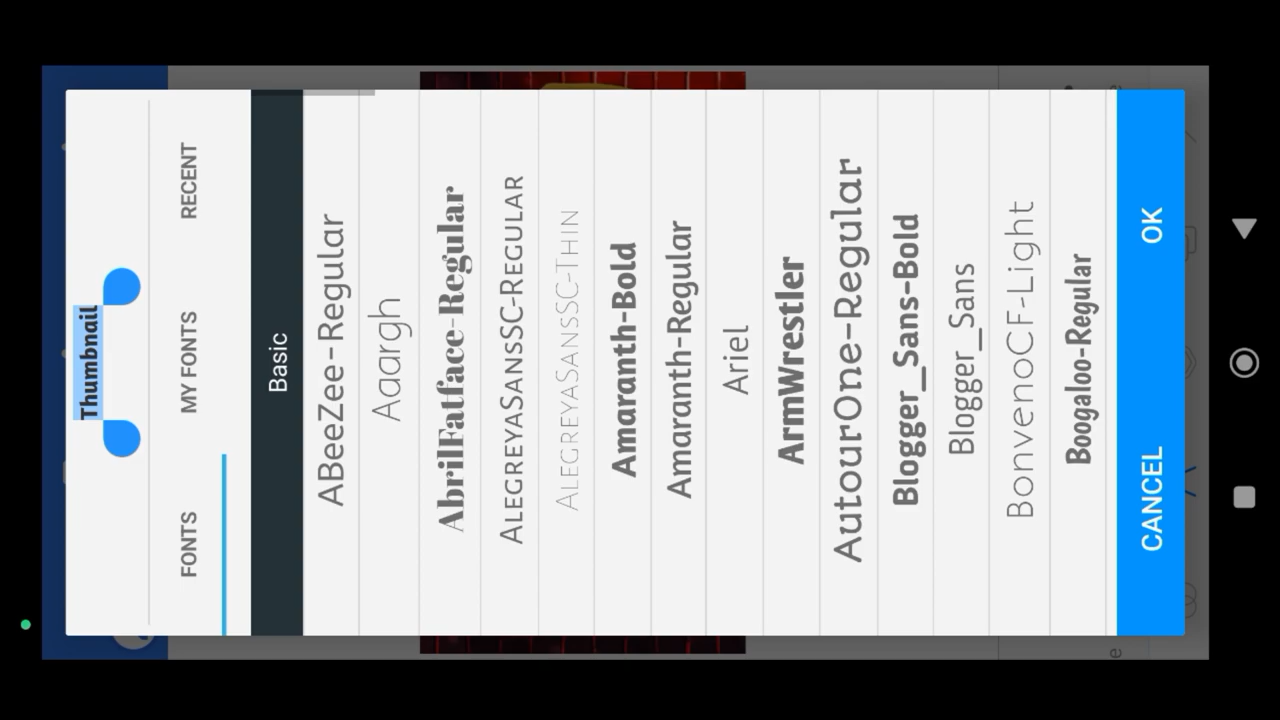 Thumbnail
FONTS MY FONTS RECENT
Basic
ABeeZee-Regular
Aaargh
AbrilFatface-Regular
AlegreyaSansSC-Regular
AlegreyaSansSC-Thin
Amaranth-Bold
Amaranth-Regular
Ariel
ArmWrestler
AutourOne-Regular
Blogger_Sans-Bold
Blogger_Sans
BonvenoCF-Light
Boogaloo-Regular
CANCEL OK